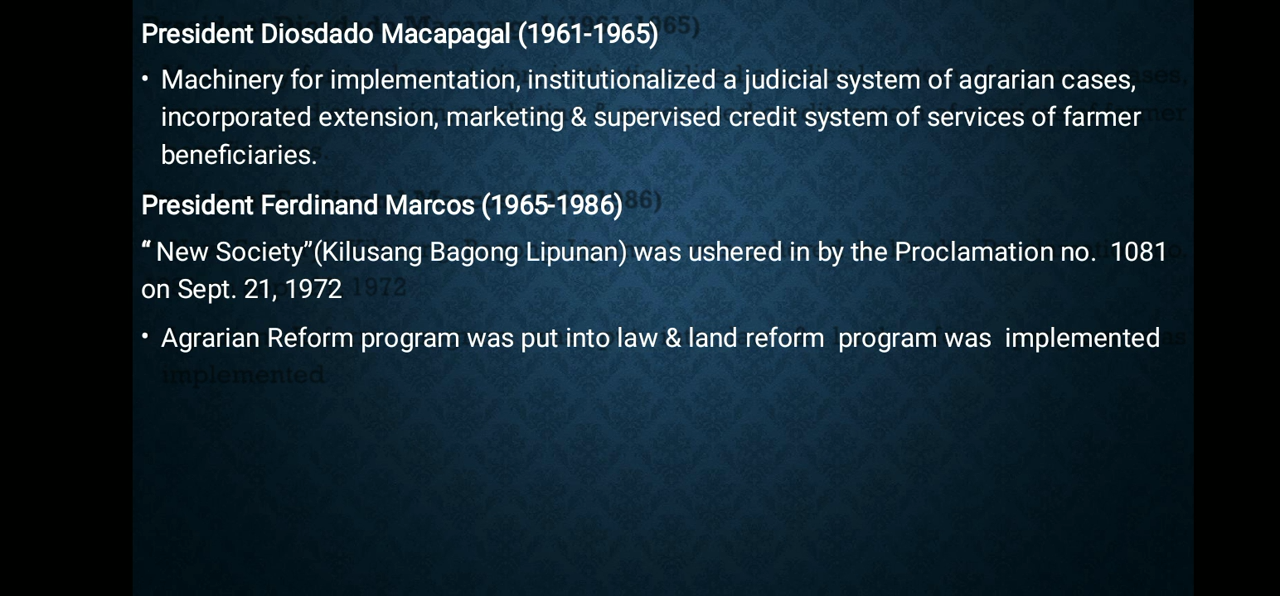 President Diosdado Macapagal (1961-1965)
• Machinery for implementation, institutionalized a judicial system of agrarian cases,
incorporated extension, marketing & supervised credit system of services of farmer
beneficiaries.
President Ferdinand Marcos (1965-1986)
“ New Society”(Kilusang Bagong Lipunan) was ushered in by the Proclamation no.  1081
on Sept. 21, 1972
• Agrarian Reform program was put into law & land reform  program was  implemented